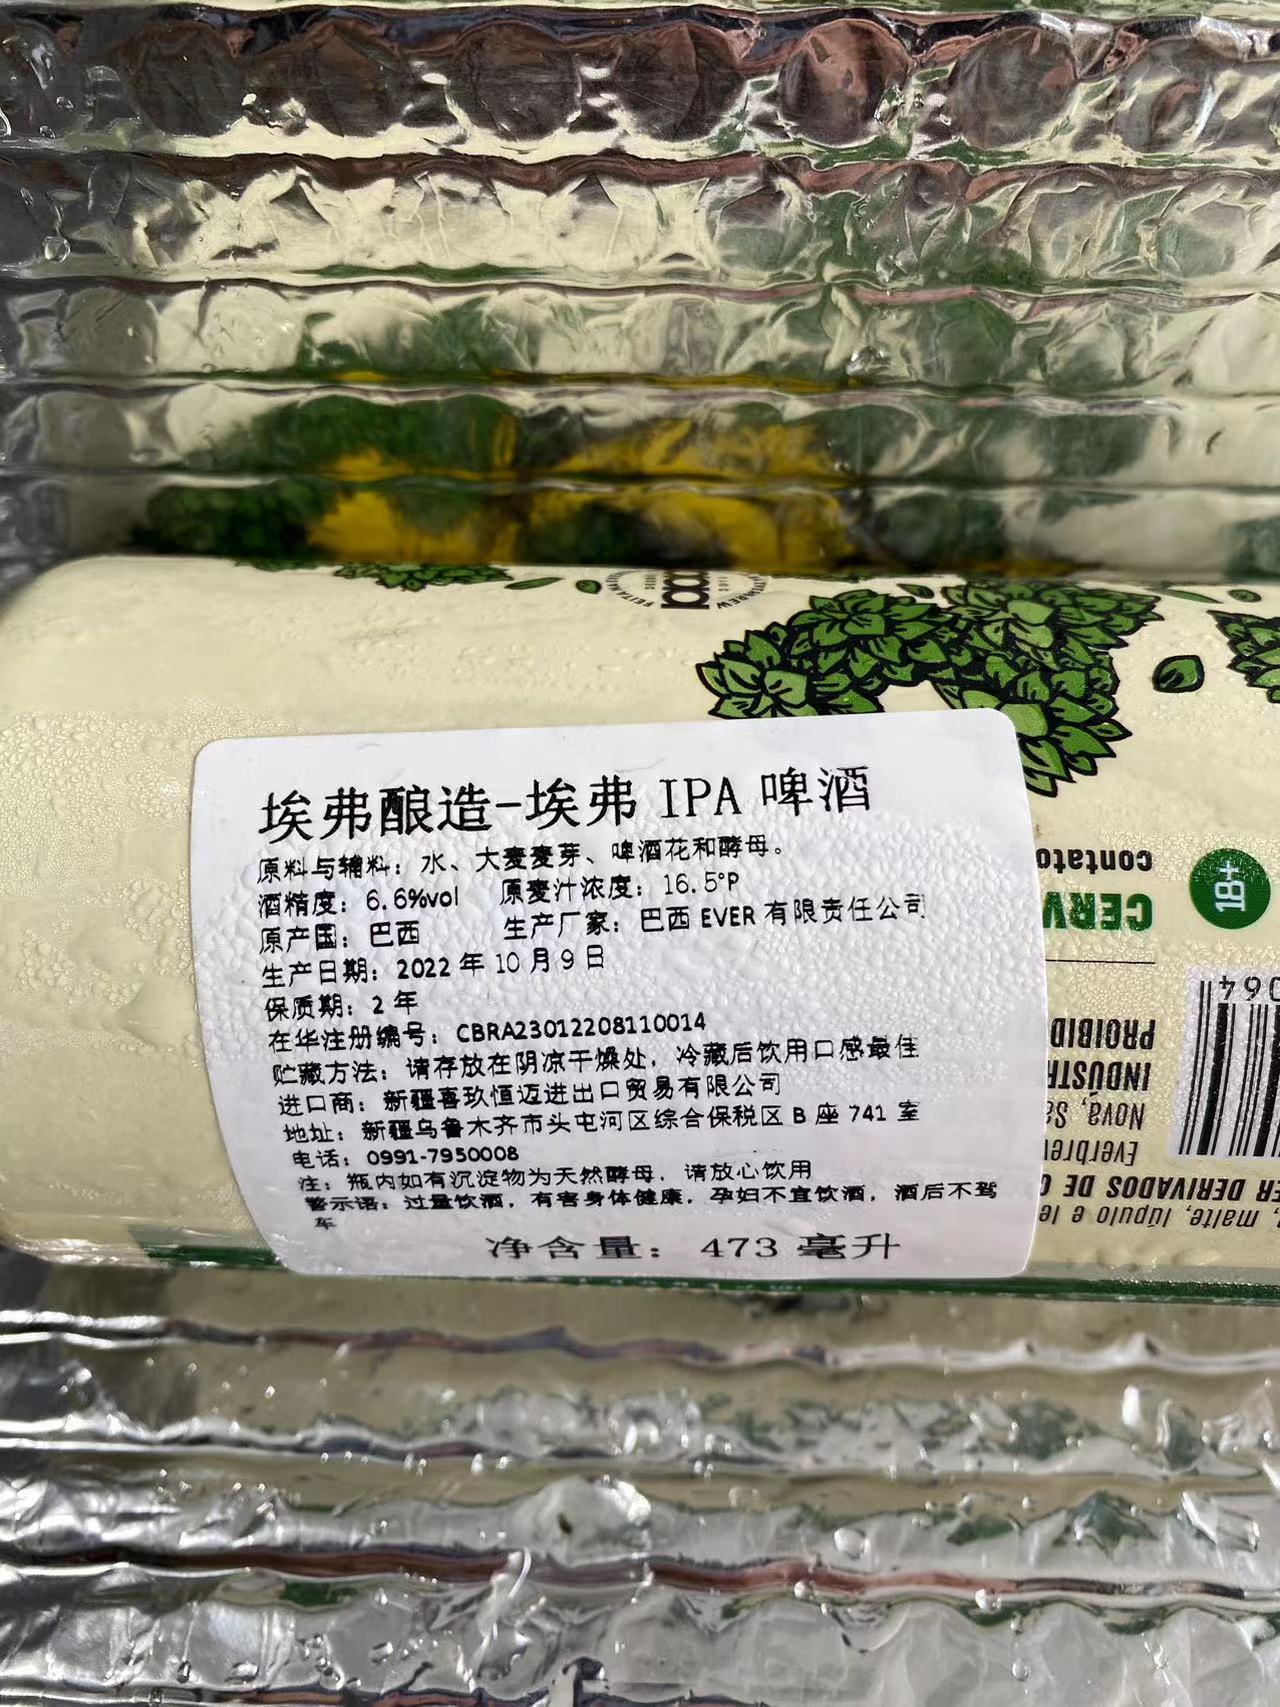 埃弗酿造-埃弗 IPA 啤酒
原料与辅料：水、大麦麦芽、啤酒花和酵母。
酒精度：6.6%vol 原麦汁浓度：16.5°P
原产国：巴西 生产厂家：巴西 EVER 有限责任公司
生产日期：2022 年 10 月 9 日
保质期：2 年
在华注册编号：CBRA23012208110014
贮藏方法：请存放在阴凉干燥处，冷藏后饮用口感最佳
进口商：新疆喜玖恒迈进出口贸易有限公司
地址：新疆乌鲁木齐市头屯河区综合保税区 B 座 741 室
电话：0991-7950008
注：瓶内如有沉淀物为天然酵母，请放心饮用
警示语：过量饮酒，有害身体健康，孕妇不宜饮酒，酒后不驾
车
净含量：473 毫升
, malte, lúpulo e le
ER DERIVADOS DE
Everbre
Nova, Sa
INDÚST
PROIBID
CERV
contato
18+
064
DESDE 2011